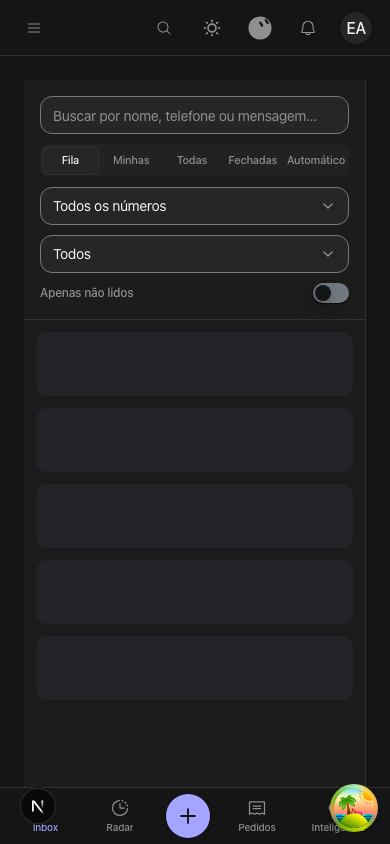 EA
Buscar por nome, telefone ou mensagem...
Fila Minhas Todas Fechadas Automático
Todos os números
Todos
Apenas não lidos
N
Inbox Radar Pedidos